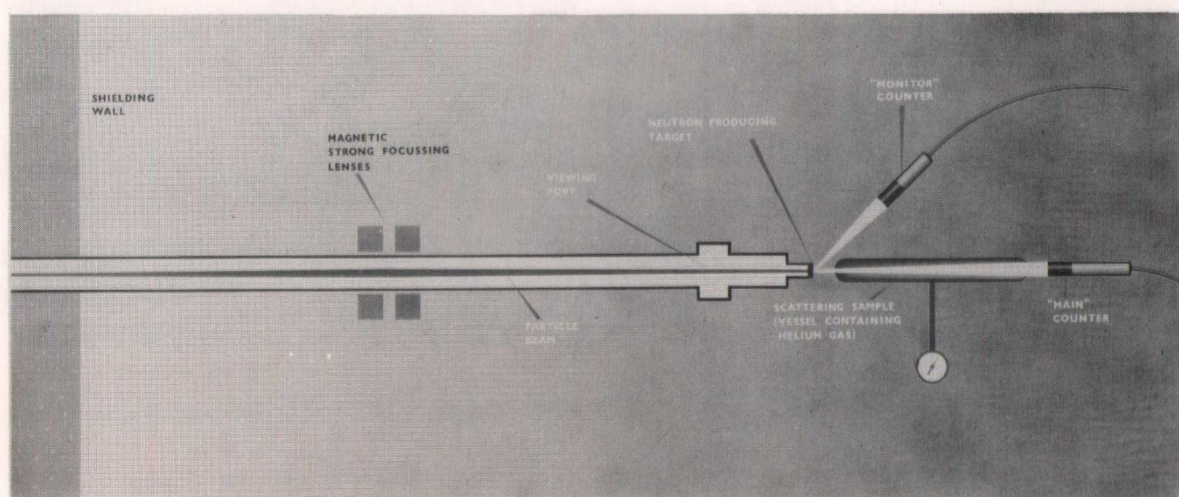 SHIELDING
WALL
MAGNETIC
STRONG FOCUSSING
LENSES
VIEWING
PORT
NEUTRON PRODUCING
TARGET
"MONITOR"
COUNTER
PARTICLE
BEAM
SCATTERING SAMPLE
(VESSEL CONTAINING
HELIUM GAS)
"MAIN"
COUNTER